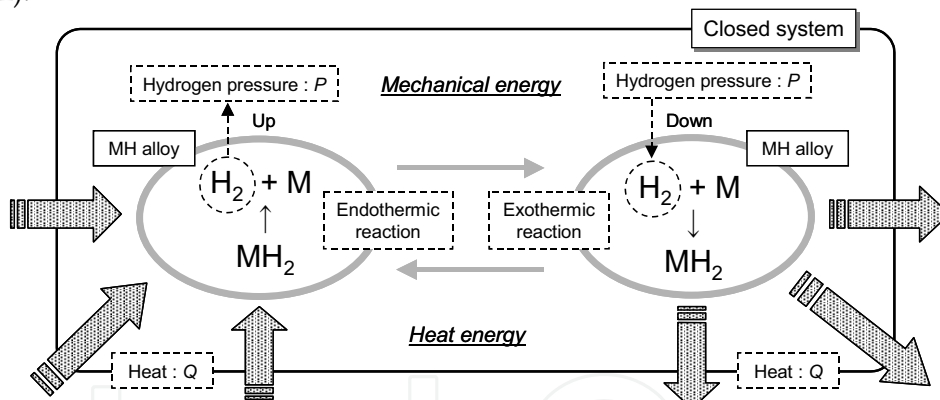 Closed system
Hydrogen pressure : P
Mechanical energy
Hydrogen pressure : P
Up
Down
MH alloy
MH alloy
H2 + M
H2 + M
Endothermic
reaction
Exothermic
reaction
↑
↓
MH2
MH2
Heat energy
Heat : Q
Heat : Q